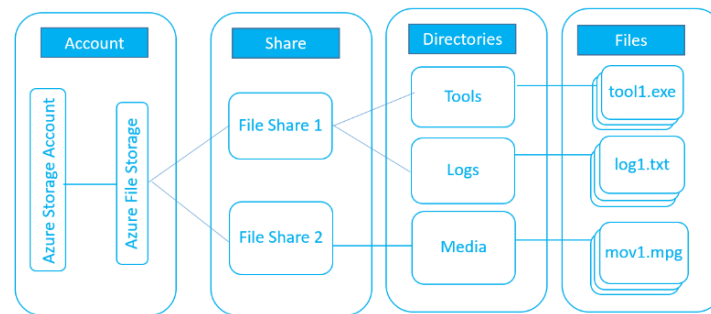 Account
Share
Directories
Files
Azure Storage Account
Azure File Storage
File Share 1
File Share 2
Tools
Logs
Media
tool1.exe
log1.txt
mov1.mpg